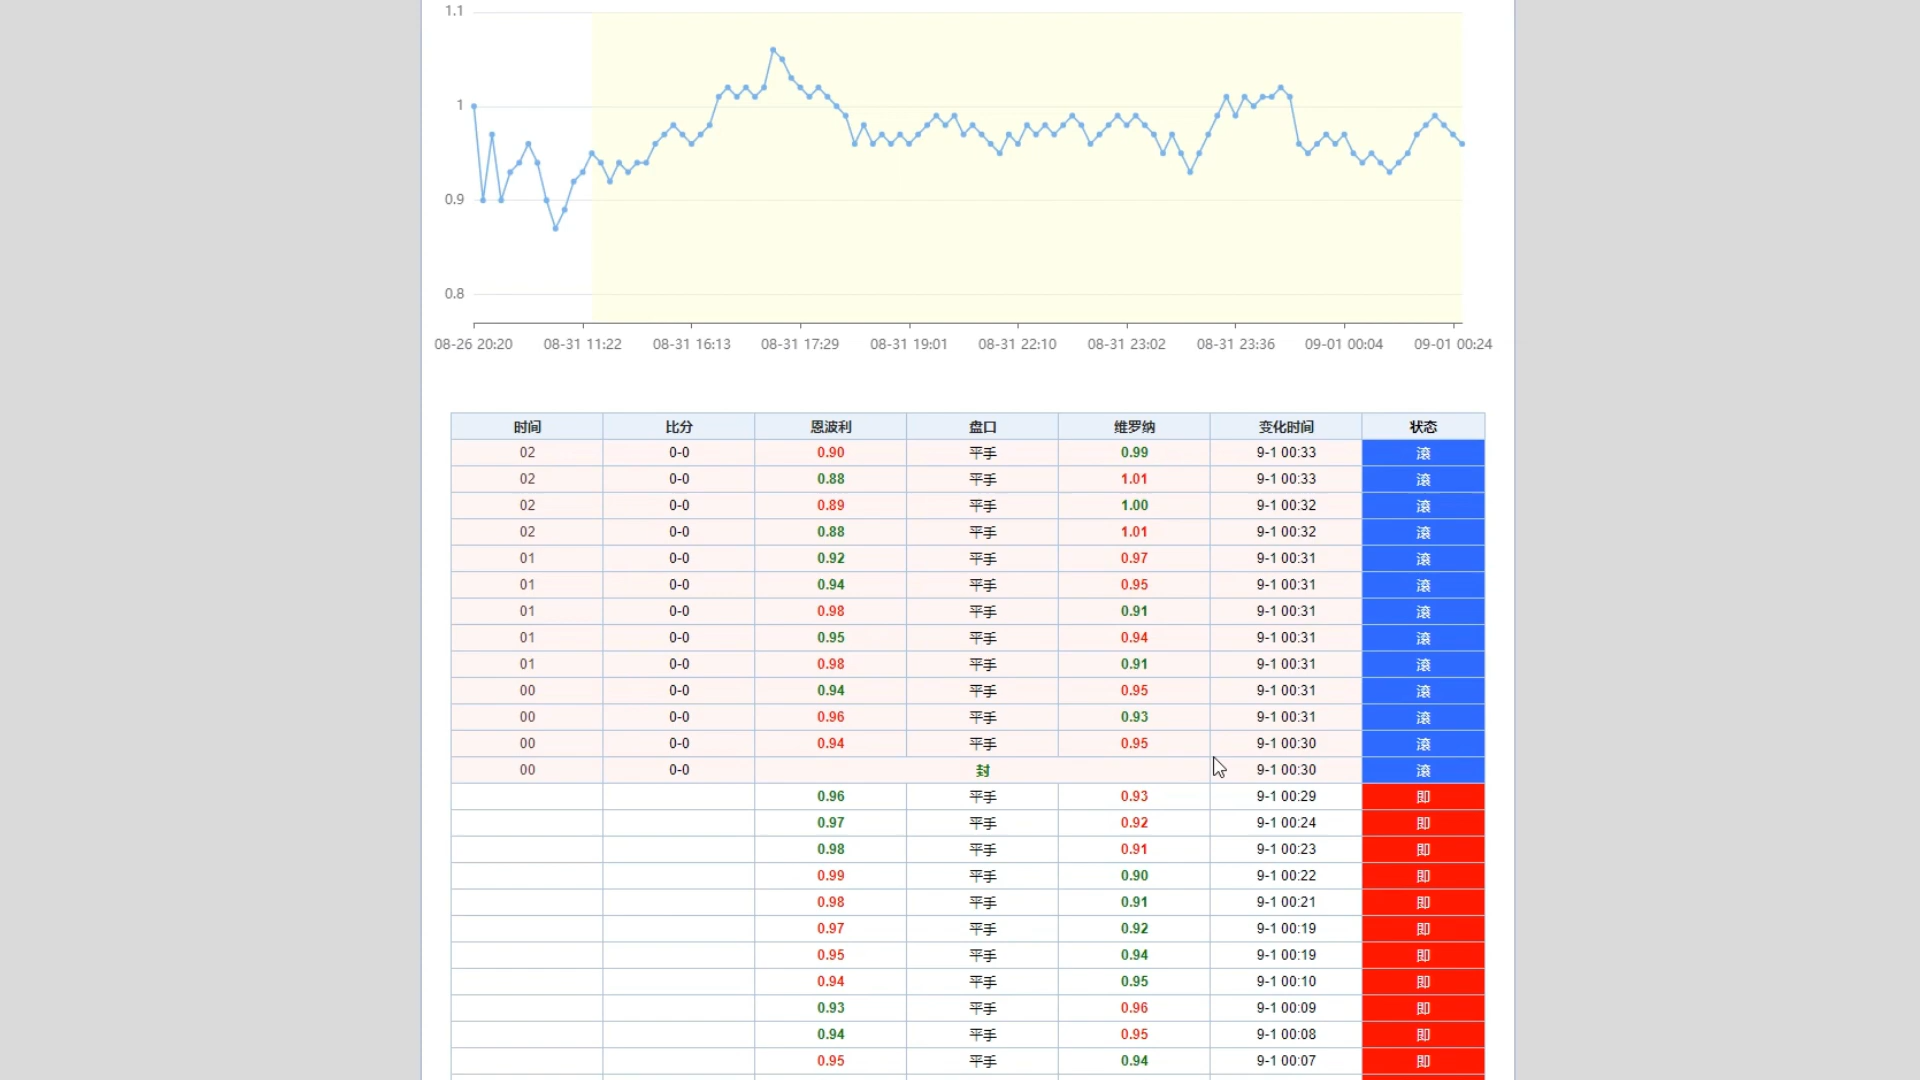 1.1
1
0.9
0.8
08-26 20:20 08-31 11:22 08-31 16:13 08-31 17:29 08-31 19:01 08-31 22:10 08-31 23:02 08-31 23:36 09-01 00:04 09-01 00:24
时间 比分 恩波利 盘口 维罗纳 变化时间 状态
02 0-0 0.90 平手 0.99 9-1 00:33 滚
02 0-0 0.88 平手 1.01 9-1 00:33 滚
02 0-0 0.89 平手 1.00 9-1 00:32 滚
02 0-0 0.88 平手 1.01 9-1 00:32 滚
01 0-0 0.92 平手 0.97 9-1 00:31 滚
01 0-0 0.94 平手 0.95 9-1 00:31 滚
01 0-0 0.98 平手 0.91 9-1 00:31 滚
01 0-0 0.95 平手 0.94 9-1 00:31 滚
01 0-0 0.98 平手 0.91 9-1 00:31 滚
00 0-0 0.94 平手 0.95 9-1 00:31 滚
00 0-0 0.96 平手 0.93 9-1 00:31 滚
00 0-0 0.94 平手 0.95 9-1 00:30 滚
00 0-0 封 9-1 00:30 滚
0.96 平手 0.93 9-1 00:29 即
0.97 平手 0.92 9-1 00:24 即
0.98 平手 0.91 9-1 00:23 即
0.99 平手 0.90 9-1 00:22 即
0.98 平手 0.91 9-1 00:21 即
0.97 平手 0.92 9-1 00:19 即
0.95 平手 0.94 9-1 00:19 即
0.94 平手 0.95 9-1 00:10 即
0.93 平手 0.96 9-1 00:09 即
0.94 平手 0.95 9-1 00:08 即
0.95 平手 0.94 9-1 00:07 即